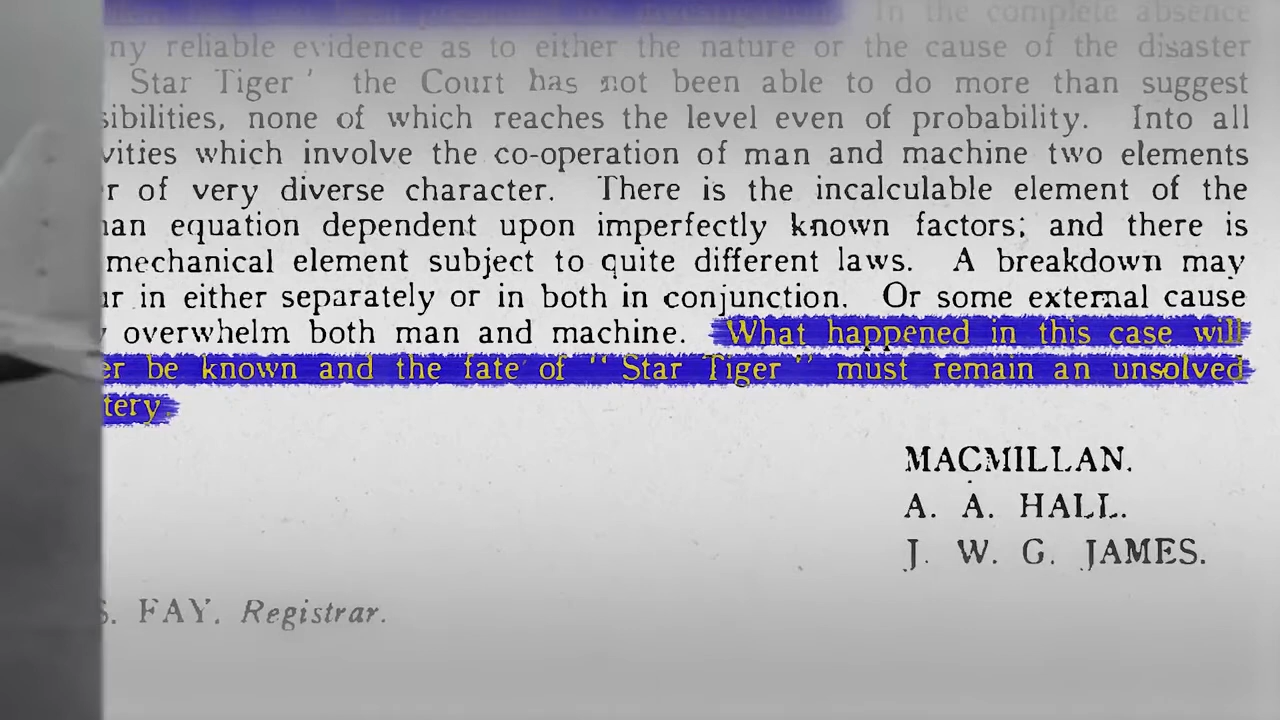 In the complete absence
ny reliable evidence as to either the nature or the cause of the disaster
Star Tiger ' the Court has not been able to do more than suggest
sibilities, none of which reaches the level even of probability. Into all
vities which involve the co-operation of man and machine two elements
r of very diverse character. There is the incalculable element of the
an equation dependent upon imperfectly known factors; and there is
mechanical element subject to quite different laws. A breakdown may
ur in either separately or in both in conjunction. Or some external cause
y overwhelm both man and machine. What happened in this case will
er be known and the fate of " Star Tiger " must remain an unsolved
tery
MACMILLAN.
A. A. HALL.
J. W. G. JAMES.
S. FAY. Registrar.